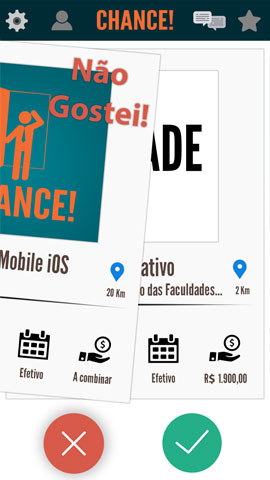 CHANCE!
Não
Gostei!
ANCE!
ADE
Mobile iOS
20 Km
ativo
o das Faculdades...
2 Km
Efetivo
A combinar
Efetivo
R$ 1.900,00